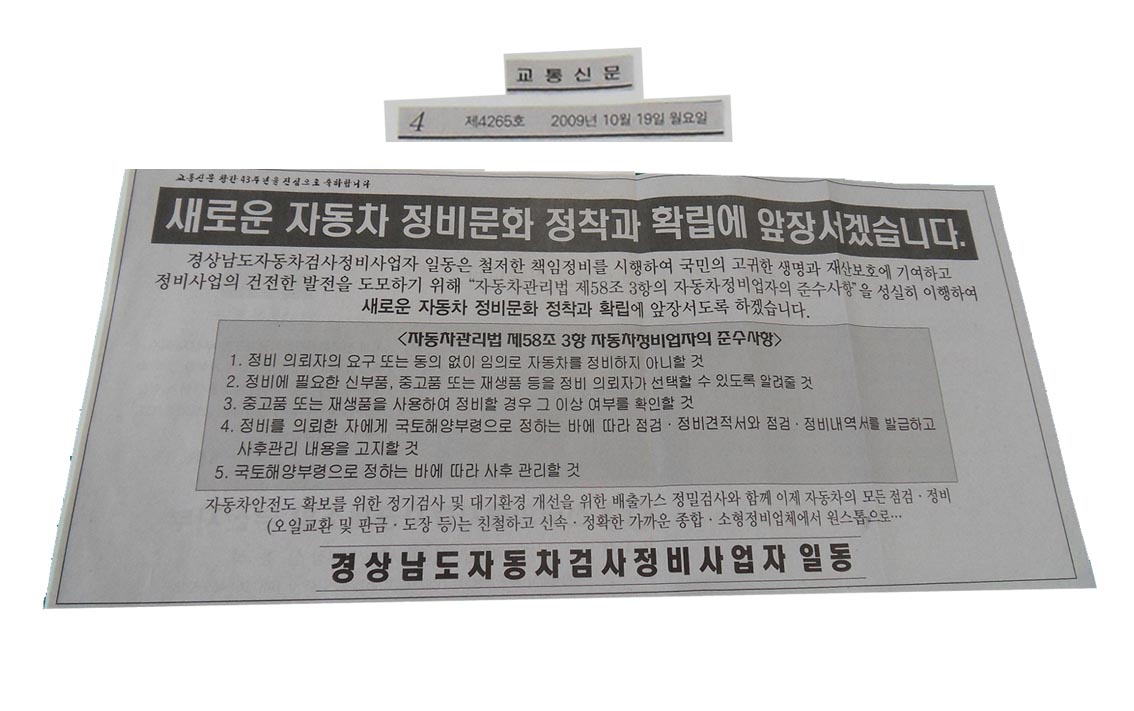 교통신문
4 제4265호 2009년 10월 19일 월요일
교통신문 창간 43주년을 진심으로 축하합니다
새로운 자동차 정비문화 정착과 확립에 앞장서겠습니다.
경상남도자동차검사정비사업자 일동은 철저한 책임정비를 시행하여 국민의 고귀한 생명과 재산보호에 기여하고
정비사업의 건전한 발전을 도모하기 위해 “자동차관리법 제58조 3항의 자동차정비업자의 준수사항”을 성실히 이행하여
새로운 자동차 정비문화 정착과 확립에 앞장서도록 하겠습니다.
<자동차관리법 제58조 3항 자동차정비업자의 준수사항>
1. 정비 의뢰자의 요구 또는 동의 없이 임의로 자동차를 정비하지 아니할 것
2. 정비에 필요한 신부품, 중고품 또는 재생품 등을 정비 의뢰자가 선택할 수 있도록 알려줄 것
3. 중고품 또는 재생품을 사용하여 정비할 경우 그 이상 여부를 확인할 것
4. 정비를 의뢰한 자에게 국토해양부령으로 정하는 바에 따라 점검·정비견적서와 점검·정비내역서를 발급하고
사후관리 내용을 고지할 것
5. 국토해양부령으로 정하는 바에 따라 사후 관리할 것
자동차안전도 확보를 위한 정기검사 및 대기환경 개선을 위한 배출가스 정밀검사와 함께 이제 자동차의 모든 점검·정비
(오일교환 및 판금·도장 등)는 친절하고 신속·정확한 가까운 종합·소형정비업체에서 원스톱으로…
경상남도자동차검사정비사업자 일동